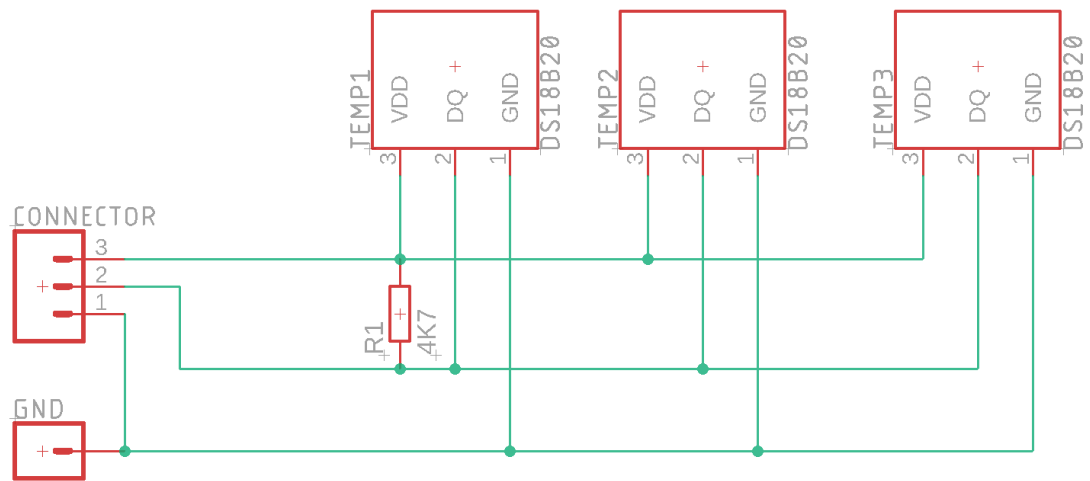 TEMP1
VDD
DQ
GND
DS18B20
3
2
1
TEMP2
VDD
DQ
GND
DS18B20
3
2
1
TEMP3
VDD
DQ
GND
DS18B20
3
2
1
CONNECTOR
3
2
1
R1
4K7
GND